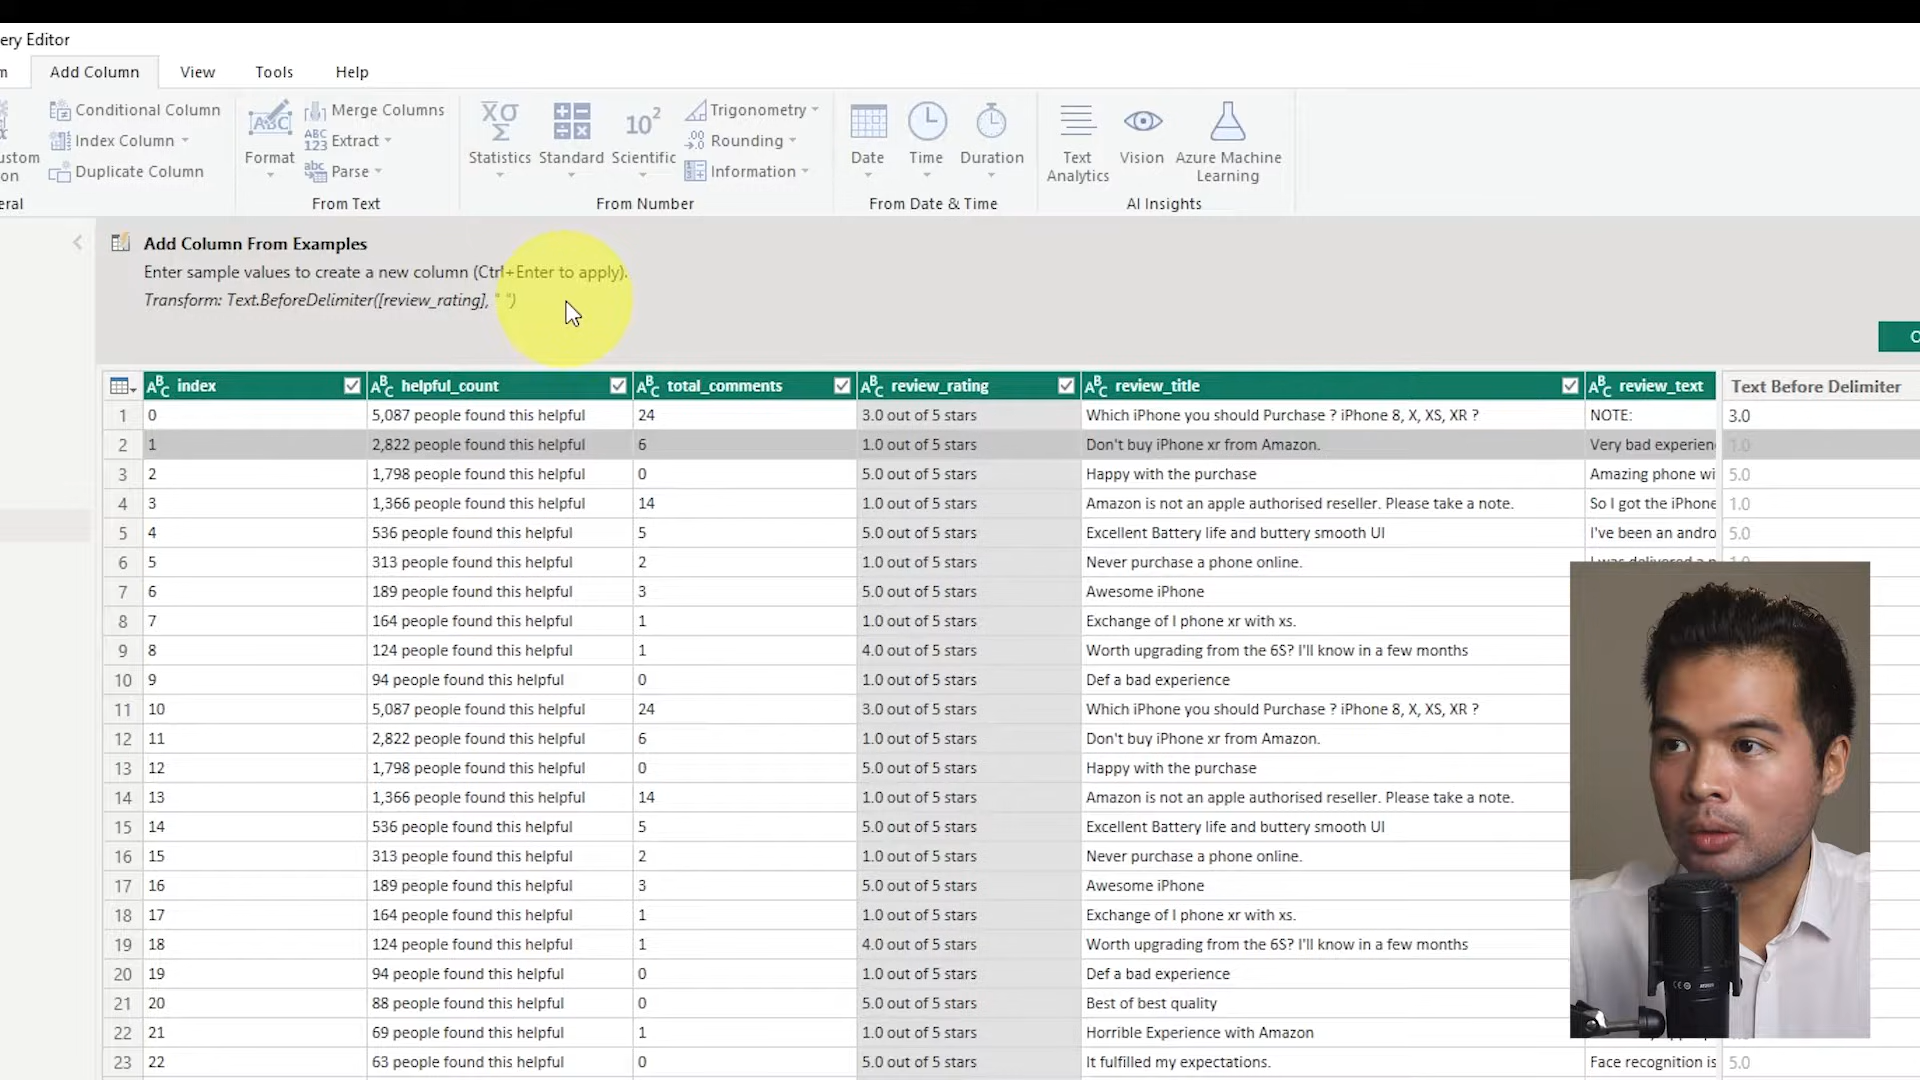 ery Editor
m Add Column View Tools Help
Conditional Column Merge Columns Trigonometry
Index Column Extract Rounding
Duplicate Column Parse Information
ustom Format Statistics Standard Scientific Date Time Duration Text Analytics Vision Azure Machine Learning
eral From Text From Number From Date & Time AI Insights
Add Column From Examples
Enter sample values to create a new column (Ctrl+Enter to apply).
Transform: Text.BeforeDelimiter([review_rating], " ")
index helpful_count total_comments review_rating review_title review_text Text Before Delimiter
1 0 5,087 people found this helpful 24 3.0 out of 5 stars Which iPhone you should Purchase ? iPhone 8, X, XS, XR ? NOTE: 3.0
2 1 2,822 people found this helpful 6 1.0 out of 5 stars Don't buy iPhone xr from Amazon. Very bad experien 1.0
3 2 1,798 people found this helpful 0 5.0 out of 5 stars Happy with the purchase Amazing phone wi 5.0
4 3 1,366 people found this helpful 14 1.0 out of 5 stars Amazon is not an apple authorised reseller. Please take a note. So I got the iPhone 1.0
5 4 536 people found this helpful 5 5.0 out of 5 stars Excellent Battery life and buttery smooth UI I've been an andro 5.0
6 5 313 people found this helpful 2 1.0 out of 5 stars Never purchase a phone online.
7 6 189 people found this helpful 3 5.0 out of 5 stars Awesome iPhone
8 7 164 people found this helpful 1 1.0 out of 5 stars Exchange of I phone xr with xs.
9 8 124 people found this helpful 1 4.0 out of 5 stars Worth upgrading from the 6S? I'll know in a few months
10 9 94 people found this helpful 0 1.0 out of 5 stars Def a bad experience
11 10 5,087 people found this helpful 24 3.0 out of 5 stars Which iPhone you should Purchase ? iPhone 8, X, XS, XR ?
12 11 2,822 people found this helpful 6 1.0 out of 5 stars Don't buy iPhone xr from Amazon.
13 12 1,798 people found this helpful 0 5.0 out of 5 stars Happy with the purchase
14 13 1,366 people found this helpful 14 1.0 out of 5 stars Amazon is not an apple authorised reseller. Please take a note.
15 14 536 people found this helpful 5 5.0 out of 5 stars Excellent Battery life and buttery smooth UI
16 15 313 people found this helpful 2 1.0 out of 5 stars Never purchase a phone online.
17 16 189 people found this helpful 3 5.0 out of 5 stars Awesome iPhone
18 17 164 people found this helpful 1 1.0 out of 5 stars Exchange of I phone xr with xs.
19 18 124 people found this helpful 1 4.0 out of 5 stars Worth upgrading from the 6S? I'll know in a few months
20 19 94 people found this helpful 0 1.0 out of 5 stars Def a bad experience
21 20 88 people found this helpful 0 5.0 out of 5 stars Best of best quality
22 21 69 people found this helpful 1 1.0 out of 5 stars Horrible Experience with Amazon
23 22 63 people found this helpful 0 5.0 out of 5 stars It fulfilled my expectations. Face recognition is 5.0